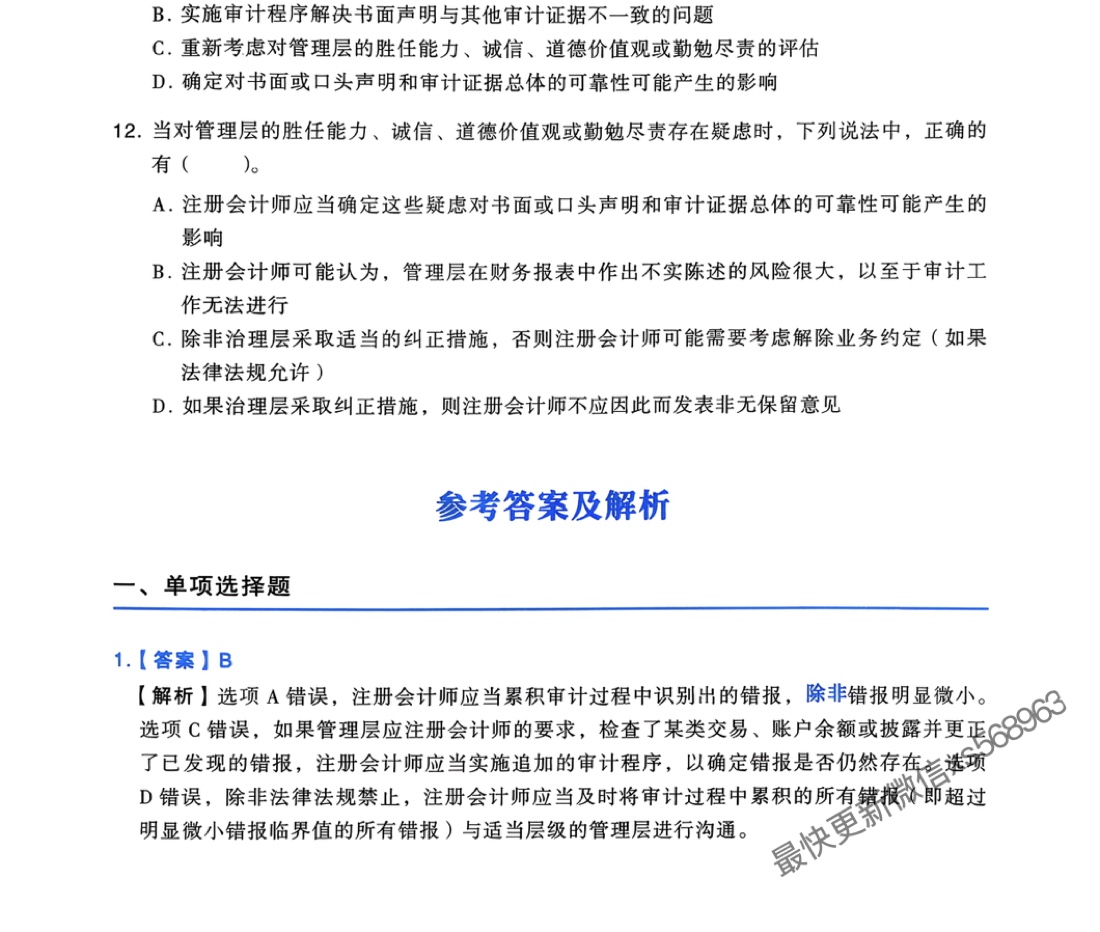 B. 实施审计程序解决书面声明与其他审计证据不一致的问题
C. 重新考虑对管理层的胜任能力、诚信、道德价值观或勤勉尽责的评估
D. 确定对书面或口头声明和审计证据总体的可靠性可能产生的影响
12. 当对管理层的胜任能力、诚信、道德价值观或勤勉尽责存在疑虑时，下列说法中，正确的
有（　　）。
A. 注册会计师应当确定这些疑虑对书面或口头声明和审计证据总体的可靠性可能产生的
影响
B. 注册会计师可能认为，管理层在财务报表中作出不实陈述的风险很大，以至于审计工
作无法进行
C. 除非治理层采取适当的纠正措施，否则注册会计师可能需要考虑解除业务约定（如果
法律法规允许）
D. 如果治理层采取纠正措施，则注册会计师不应因此而发表非无保留意见
参考答案及解析
一、单项选择题
1.【答案】B
【解析】选项 A 错误，注册会计师应当累积审计过程中识别出的错报，除非错报明显微小。
选项 C 错误，如果管理层应注册会计师的要求，检查了某类交易、账户余额或披露并更正
了已发现的错报，注册会计师应当实施追加的审计程序，以确定错报是否仍然存在。选项
D 错误，除非法律法规禁止，注册会计师应当及时将审计过程中累积的所有错报（即超过
明显微小错报临界值的所有错报）与适当层级的管理层进行沟通。